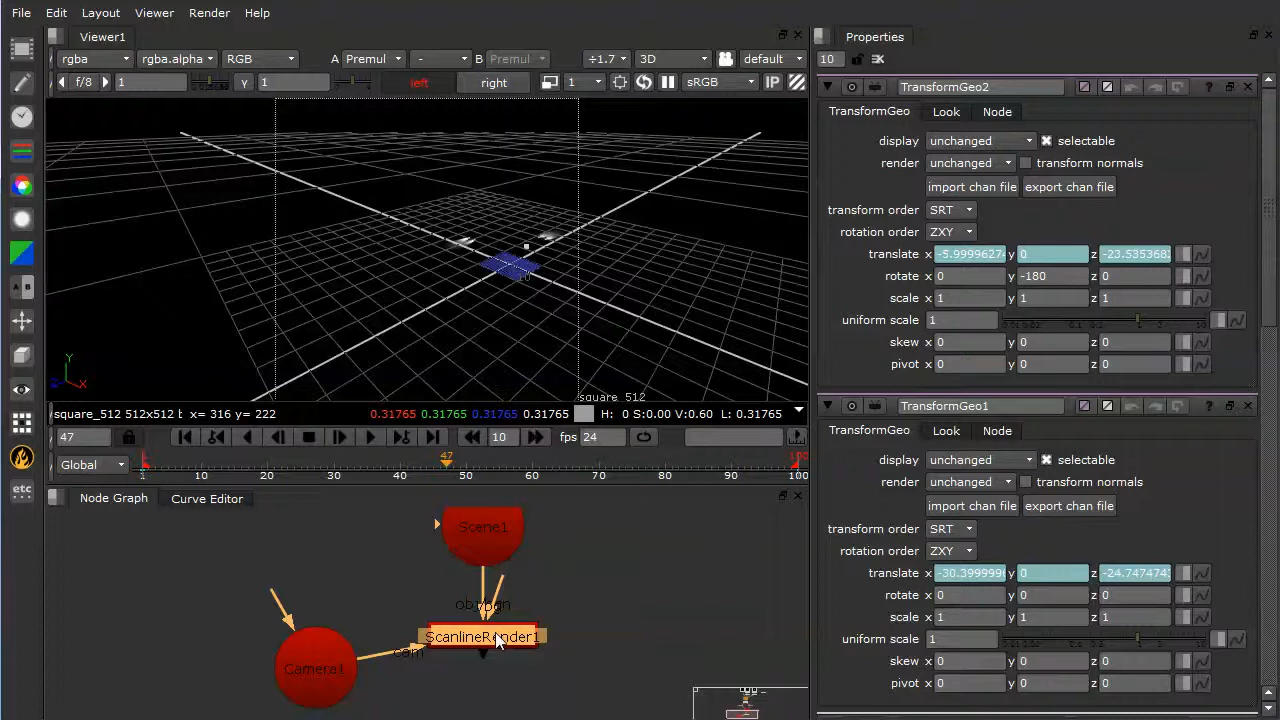 File Edit Layout Viewer Render Help
Viewer1
rgba rgba.alpha RGB A Premul - B Premul ÷1.7 3D default
f/8 1 Y 1 left right 1 sRGB IP
square_512
Y
X
Z
square_512 512x512 b x= 316 y= 222 0.31765 0.31765 0.31765 0.31765 H: 0 S:0.00 V:0.60 L: 0.31765
47 10 fps 24
Global 1 10 20 30 40 47 50 60 70 80 90 100 100
Node Graph Curve Editor
Scene1
obj/bgn
ScanlineRender1
cam
Camera1
etc
Properties
10
TransformGeo2
TransformGeo Look Node
display unchanged selectable
render unchanged transform normals
import chan file export chan file
transform order SRT
rotation order ZXY
translate x -5.9999627 y 0 z -23.535368
rotate x 0 y -180 z 0
scale x 1 y 1 z 1
uniform scale 1
skew x 0 y 0 z 0
pivot x 0 y 0 z 0
TransformGeo1
TransformGeo Look Node
display unchanged selectable
render unchanged transform normals
import chan file export chan file
transform order SRT
rotation order ZXY
translate x -30.399999 y 0 z -24.747474
rotate x 0 y 0 z 0
scale x 1 y 1 z 1
uniform scale 1
skew x 0 y 0 z 0
pivot x 0 y 0 z 0